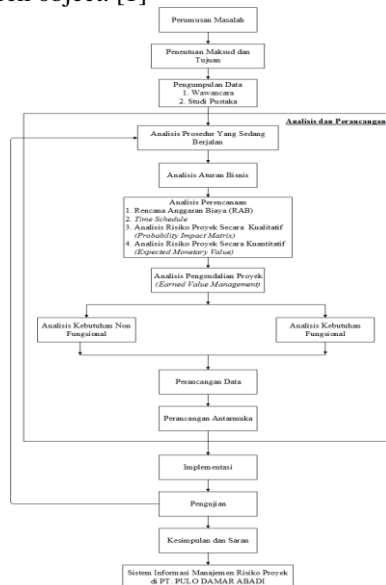 Perumusan Masalah
Penentuan Maksud dan
Tujuan
Pengumpulan Data
1. Wawancara
2. Studi Pustaka
Analisis dan Perancangan
Analisis Prosedur Yang Sedang
Berjalan
Analisis Aturan Bisnis
Analisis Perencanaan
1. Rencana Anggaran Biaya (RAB)
2. Time Schedule
3. Analisis Risiko Proyek Secara Kualitatif
(Probability Impact Matrix)
4. Analisis Risiko Proyek Secara Kuantitatif
(Expected Monetary Value)
Analisis Pengendalian Proyek
(Earned Value Management)
Analisis Kebutuhan Non
Fungsional
Analisis Kebutuhan
Fungsional
Perancangan Data
Perancangan Antarmuka
Implementasi
Pengujian
Kesimpulan dan Saran
Sistem Informasi Manajemen Risiko Proyek
di PT. PULO DAMAR ABADI